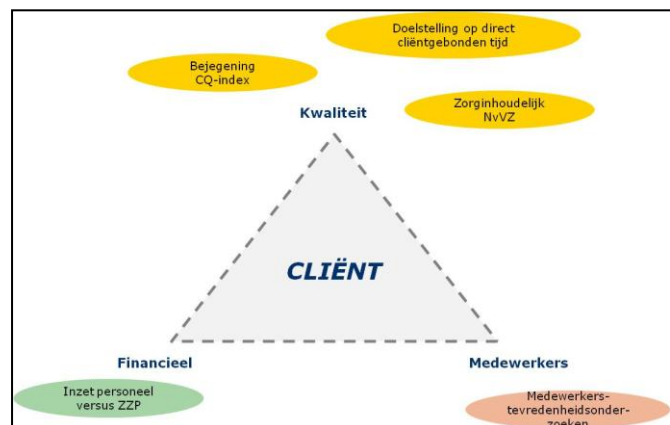 Doelstelling op direct
cliëntgebonden tijd
Bejegening
CQ-index
Zorginhoudelijk
NvVZ
Kwaliteit
CLIËNT
Financieel
Medewerkers
Inzet personeel
versus ZZP
Medewerkers-
tevredenheidsonder-
zoeken